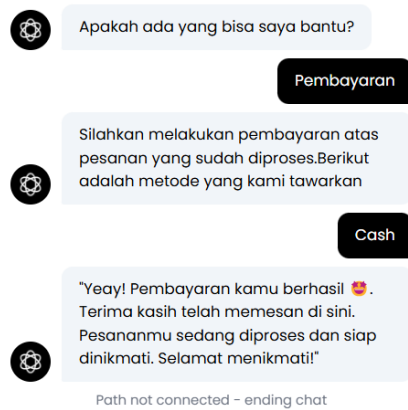 Apakah ada yang bisa saya bantu?
Pembayaran
Silahkan melakukan pembayaran atas
pesanan yang sudah diproses.Berikut
adalah metode yang kami tawarkan
Cash
"Yeay! Pembayaran kamu berhasil 🤩.
Terima kasih telah memesan di sini.
Pesananmu sedang diproses dan siap
dinikmati. Selamat menikmati!"
Path not connected - ending chat